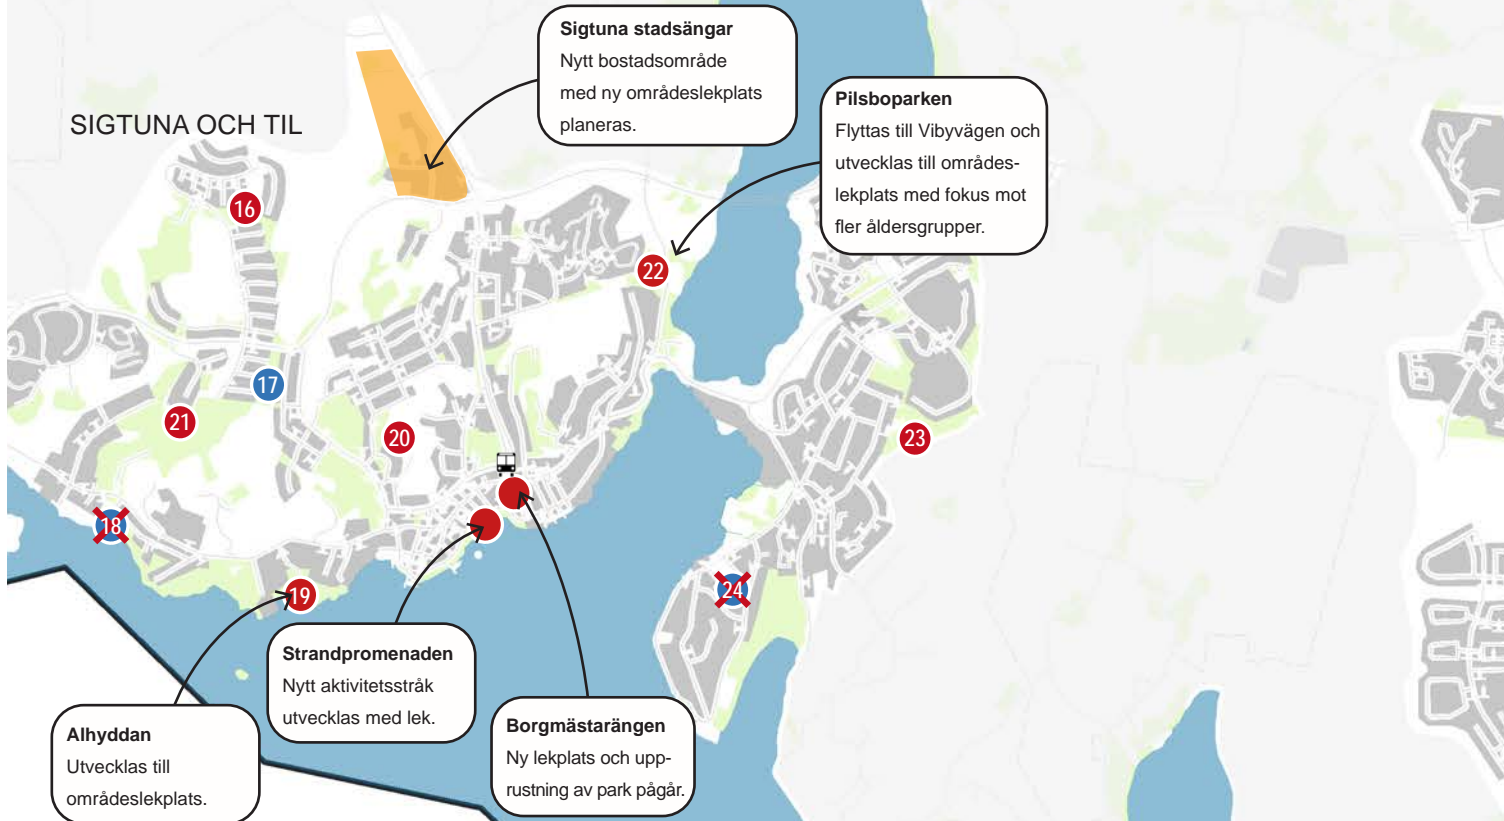 Sigtuna stadsängar
Nytt bostadsområde
med ny områdeslekplats
planeras.
Pilsboparken
Flyttas till Vibyvägen och
utvecklas till områdes-
lekplats med fokus mot
fler åldersgrupper.
SIGTUNA OCH TIL
16
22
17
21
20
23
18
24
19
Strandpromenaden
Nytt aktivitetsstråk
utvecklas med lek.
Borgmästarängen
Ny lekplats och upp-
rustning av park pågår.
Alhyddan
Utvecklas till
områdeslekplats.